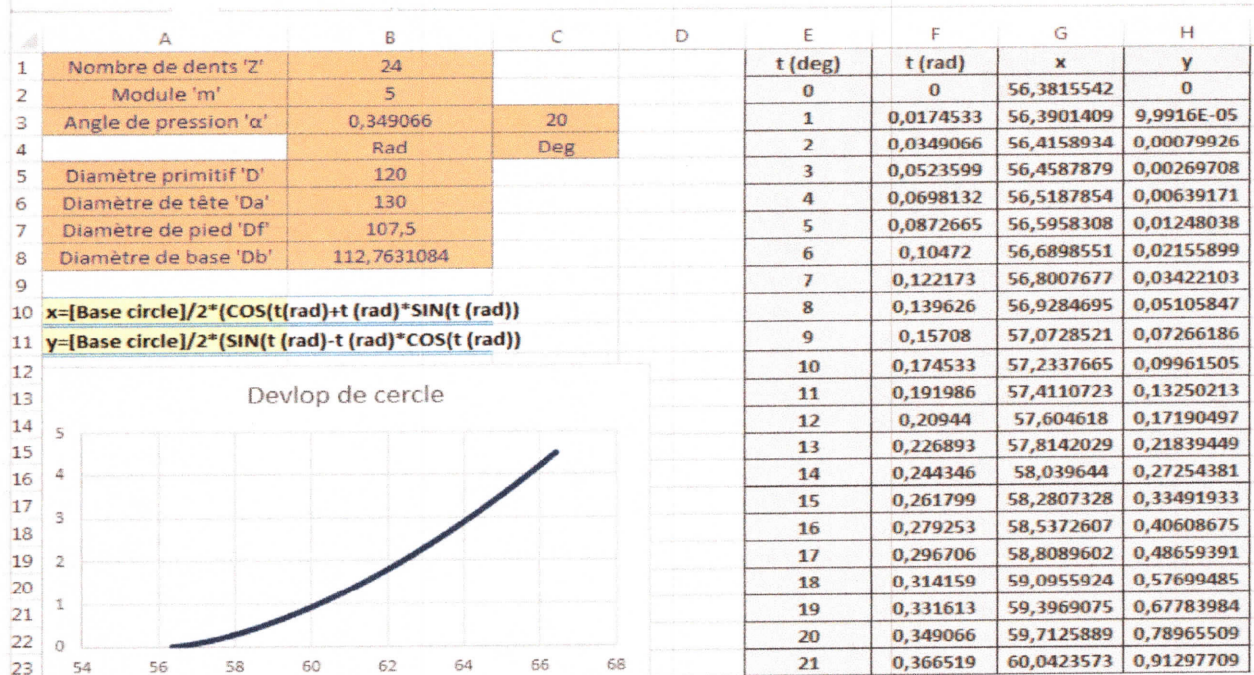 A B C D E F G H
1 Nombre de dents 'Z' 24 t (deg) t (rad) x y
2 Module 'm' 5 0 0 56,3815542 0
3 Angle de pression 'α' 0,349066 20 1 0,0174533 56,3901409 9,9916E-05
4 Rad Deg 2 0,0349066 56,4158934 0,00079926
5 Diamètre primitif 'D' 120 3 0,0523599 56,4587879 0,00269708
6 Diamètre de tête 'Da' 130 4 0,0698132 56,5187854 0,00639171
7 Diamètre de pied 'Df' 107,5 5 0,0872665 56,5958308 0,01248038
8 Diamètre de base 'Db' 112,7631084 6 0,10472 56,6898551 0,02155899
9 7 0,122173 56,8007677 0,03422103
10 x=[Base circle]/2*(COS(t(rad)+t (rad)*SIN(t (rad)) 8 0,139626 56,9284695 0,05105847
11 y=[Base circle]/2*(SIN(t (rad)-t (rad)*COS(t (rad)) 9 0,15708 57,0728521 0,07266186
12 10 0,174533 57,2337665 0,09961505
13 Devlop de cercle 11 0,191986 57,4110723 0,13250213
14 12 0,20944 57,604618 0,17190497
15 5 13 0,226893 57,8142029 0,21839449
16 4 14 0,244346 58,039644 0,27254381
17 15 0,261799 58,2807328 0,33491933
18 3 16 0,279253 58,5372607 0,40608675
19 2 17 0,296706 58,8089602 0,48659391
20 18 0,314159 59,0955924 0,57699485
21 1 19 0,331613 59,3969075 0,67783984
22 0 20 0,349066 59,7125889 0,78965509
23 54 56 58 60 62 64 66 68 21 0,366519 60,0423573 0,91297709